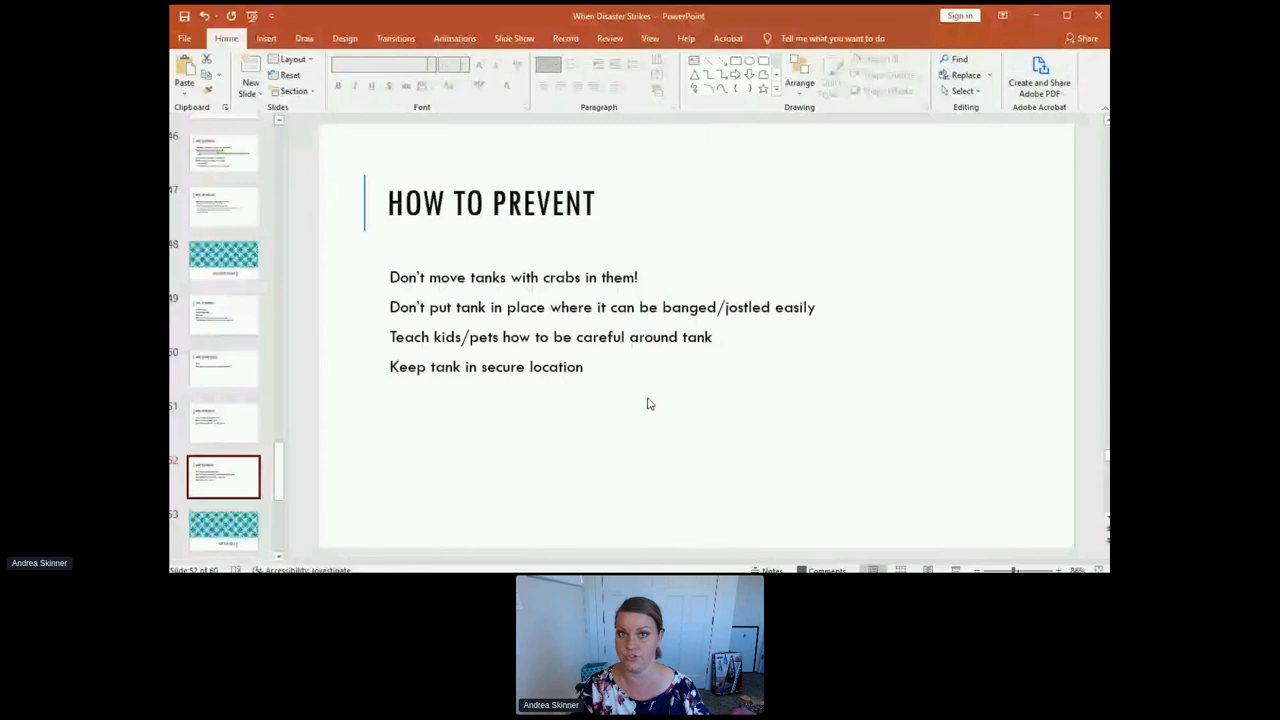 When Disaster Strikes - PowerPoint
Sign in
File Home Insert Draw Design Transitions Animations Slide Show Record Review View Help Acrobat Tell me what you want to do Share
Paste
New Slide
Layout
Reset
Section
Arrange
Find
Replace
Select
Create and Share Adobe PDF
Clipboard Slides Font Paragraph Drawing Editing Adobe Acrobat
47
48
49
HOW TO PREVENT
Don't move tanks with crabs in them!
Don't put tank in place where it can be banged/jostled easily
Teach kids/pets how to be careful around tank
Keep tank in secure location
Slide 52 of 60 Accessibility: Investigate Notes Comments 86%
Andrea Skinner
Andrea Skinner